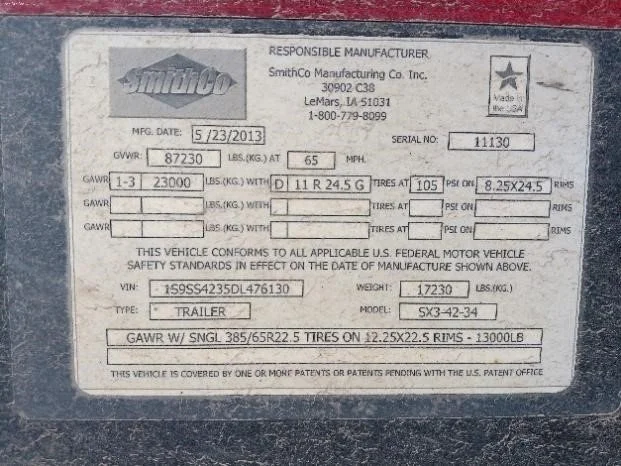 SmithCo
RESPONSIBLE MANUFACTURER
SmithCo Manufacturing Co. Inc.
30902 C38
LeMars, IA 51031
1-800-779-8099
Made in
the USA
MFG. DATE: 5/23/2013
SERIAL NO: 11130
GVWR: 87230 LBS.(KG.) AT 65 MPH.
GAWR 1-3 23000 LBS.(KG.) WITH D 11 R 24.5 G TIRES AT 105 PSI ON 8.25X24.5 RIMS
GAWR LBS.(KG.) WITH TIRES AT PSI ON RIMS
GAWR LBS.(KG.) WITH TIRES AT PSI ON RIMS
THIS VEHICLE CONFORMS TO ALL APPLICABLE U.S. FEDERAL MOTOR VEHICLE
SAFETY STANDARDS IN EFFECT ON THE DATE OF MANUFACTURE SHOWN ABOVE.
VIN: 1S9SS4235DL476130 WEIGHT: 17230 LBS.(KG.)
TYPE: TRAILER MODEL: SX3-42-34
GAWR W/ SNGL 385/65R22.5 TIRES ON 12.25X22.5 RIMS - 13000LB
THIS VEHICLE IS COVERED BY ONE OR MORE PATENTS OR PATENTS PENDING WITH THE U.S. PATENT OFFICE